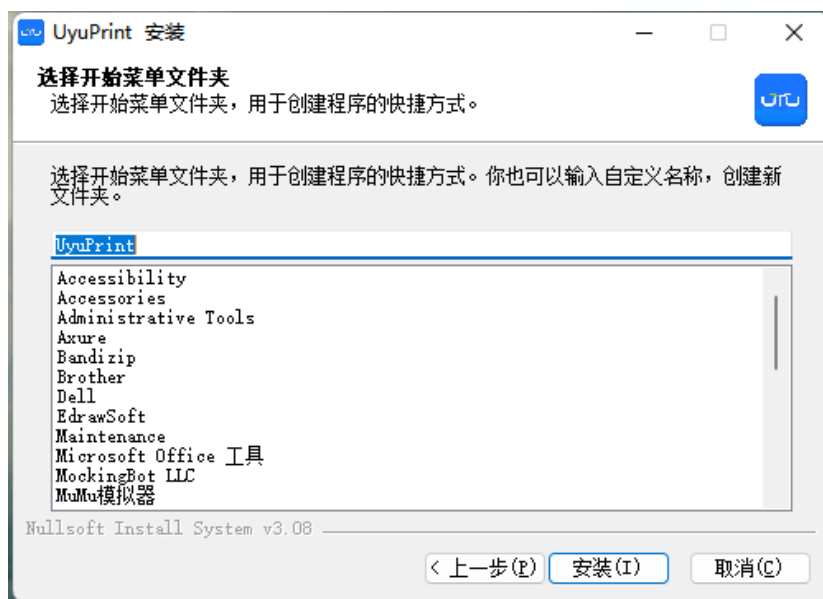 UyuPrint 安装
选择开始菜单文件夹
选择开始菜单文件夹，用于创建程序的快捷方式。
选择开始菜单文件夹，用于创建程序的快捷方式。你也可以输入自定义名称，创建新
文件夹。
UyuPrint
Accessibility
Accessories
Administrative Tools
Axure
Bandizip
Brother
Dell
EdrawSoft
Maintenance
Microsoft Office 工具
MockingBot LLC
MuMu模拟器
Nullsoft Install System v3.08
< 上一步(P) 安装(I) 取消(C)